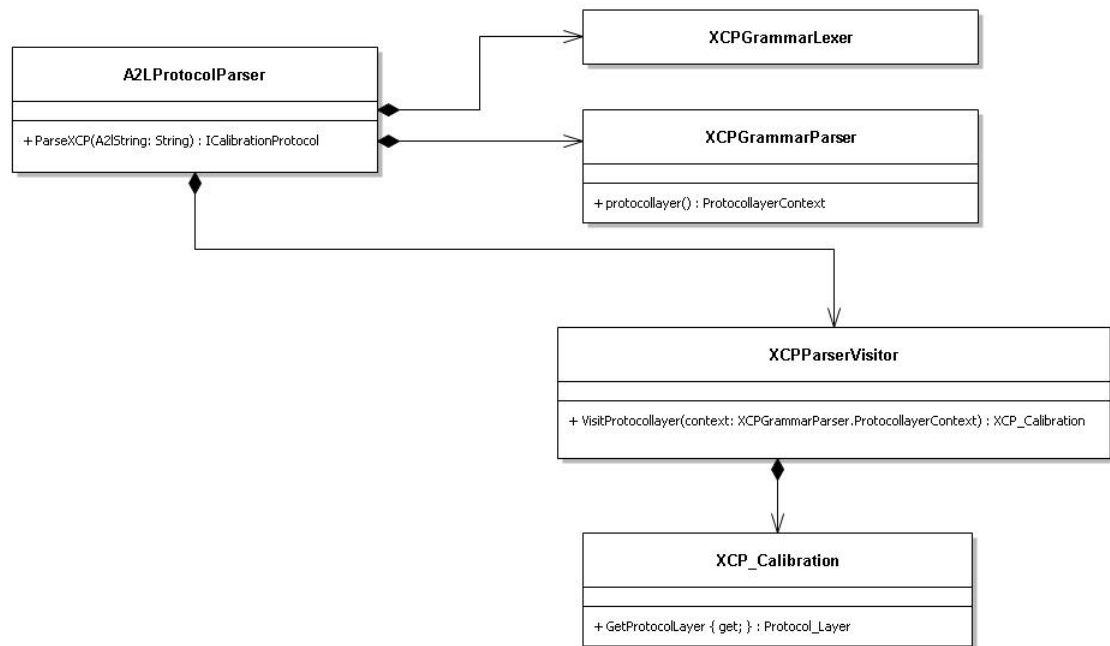 XCPGrammarLexer
A2LProtocolParser
+ ParseXCP(A2lString: String) : ICalibrationProtocol
XCPGrammarParser
+ protocollayer() : ProtocollayerContext
XCPParserVisitor
+ VisitProtocollayer(context: XCPGrammarParser.ProtocollayerContext) : XCP_Calibration
XCP_Calibration
+ GetProtocolLayer { get; } : Protocol_Layer